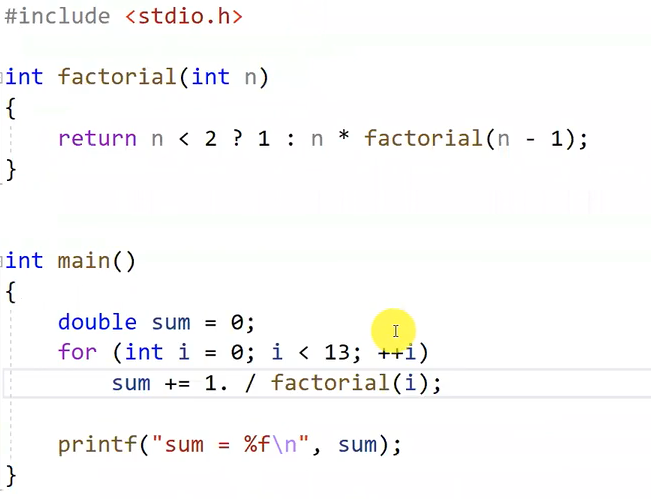 #include <stdio.h>
int factorial(int n)
{
return n < 2 ? 1 : n * factorial(n - 1);
}
int main()
{
double sum = 0;
for (int i = 0; i < 13; ++i)
sum += 1. / factorial(i);
printf("sum = %f\n", sum);
}